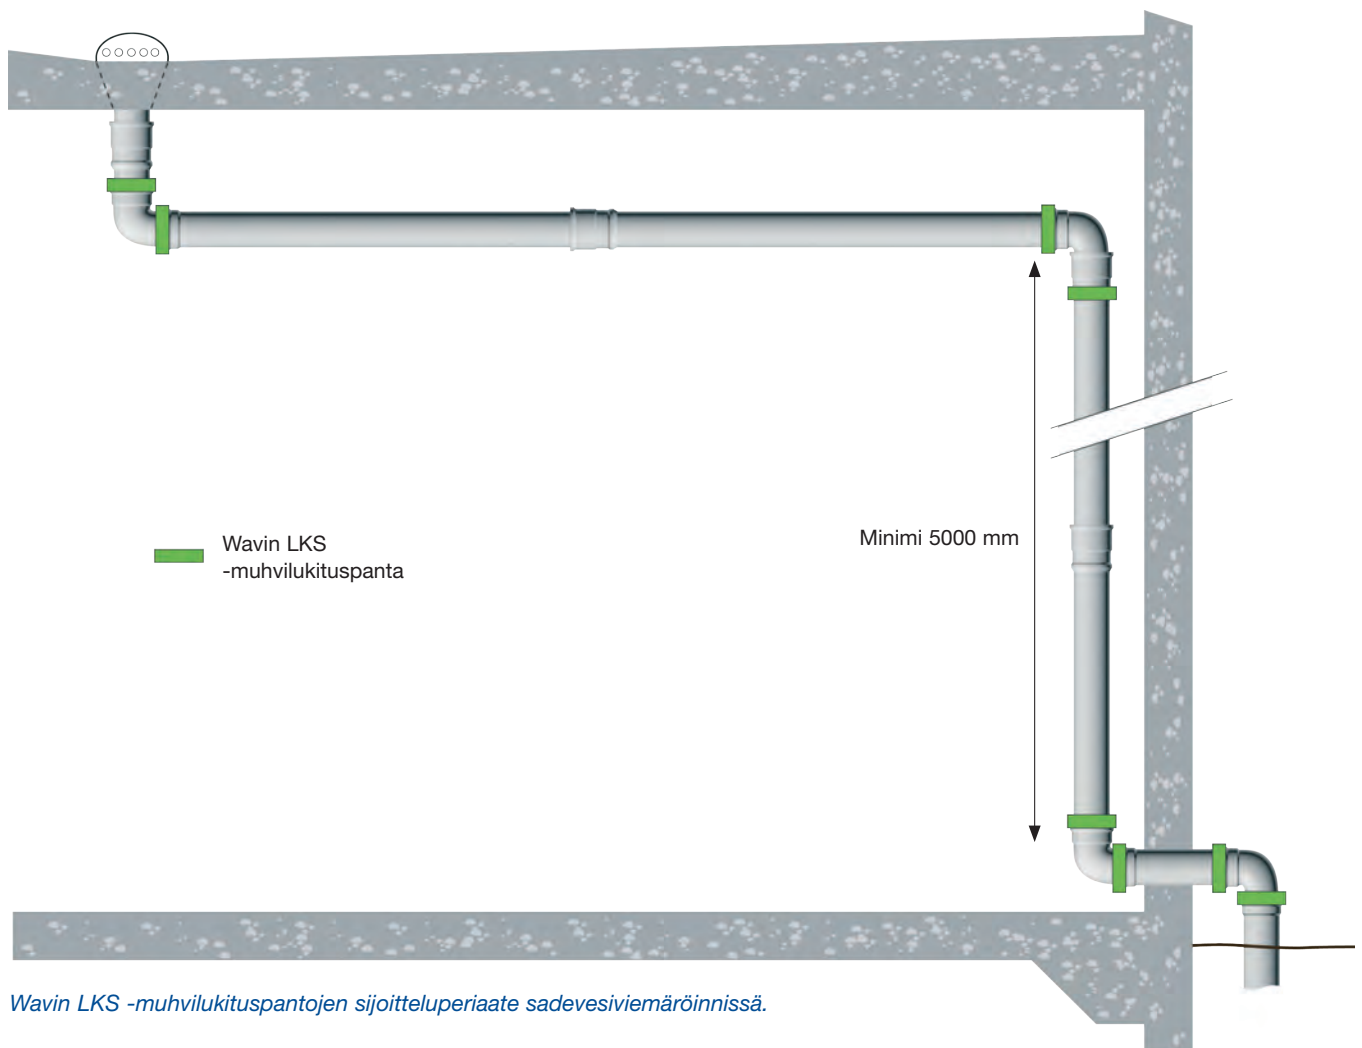 Wavin LKS
-muhvilukituspanta
Minimi 5000 mm
Wavin LKS -muhvilukituspantojen sijoitteluperiaate sadevesiviemäröinnissä.